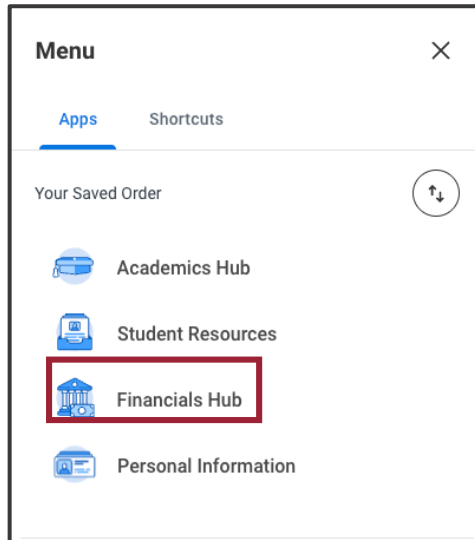 Menu
Apps Shortcuts
Your Saved Order
Academics Hub
Student Resources
Financials Hub
Personal Information